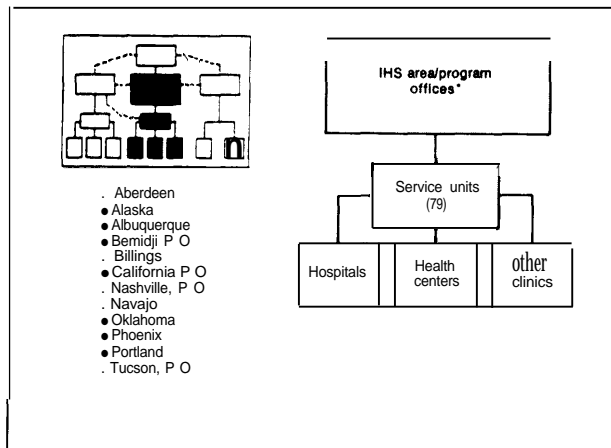 IHS area/program
offices*
Service units
(79)
Hospitals
Health
centers
other
clinics
. Aberdeen
● Alaska
● Albuquerque
● Bemidji P O
. Billings
● California P O
. Nashville, P O
. Navajo
● Oklahoma
● Phoenix
● Portland
. Tucson, P O